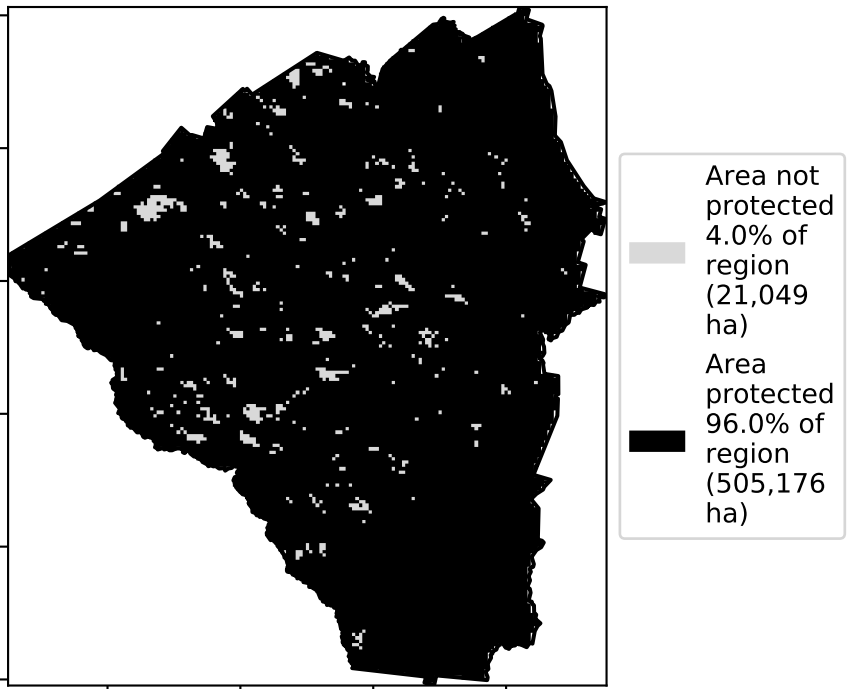 Area not
protected
4.0% of
region
(21,049
ha)
Area
protected
96.0% of
region
(505,176
ha)